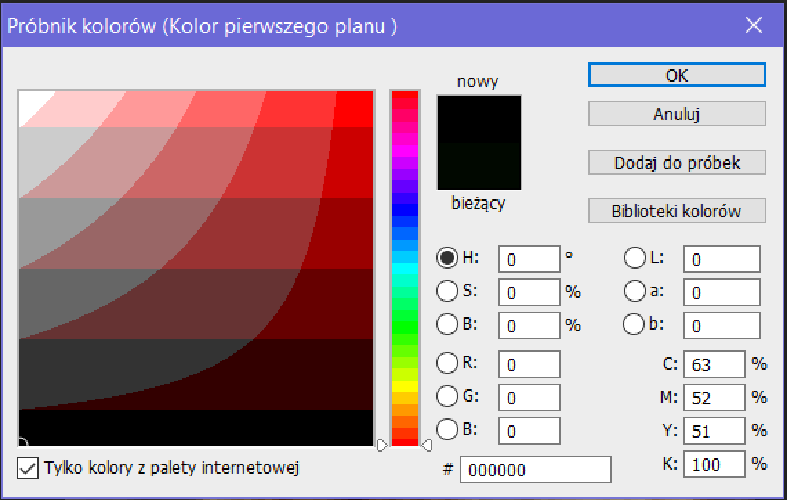 Próbnik kolorów (Kolor pierwszego planu )
nowy
bieżący
OK
Anuluj
Dodaj do próbek
Biblioteki kolorów
H: 0 °
S: 0 %
B: 0 %
R: 0
G: 0
B: 0
# 000000
L: 0
a: 0
b: 0
C: 63 %
M: 52 %
Y: 51 %
K: 100 %
Tylko kolory z palety internetowej